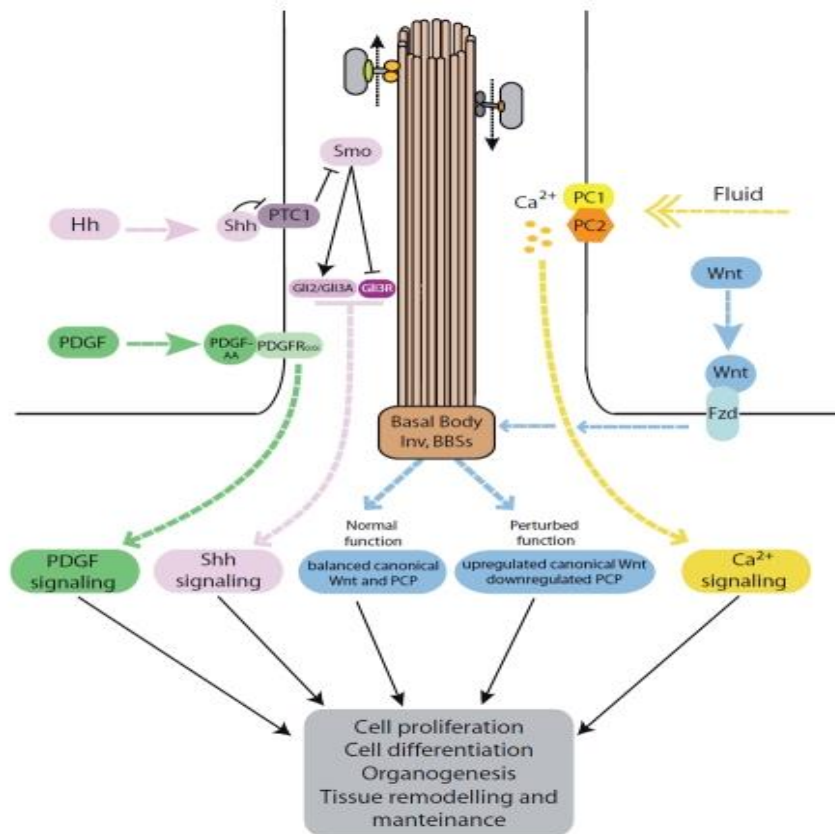 Smo
Hh
Shh
PTC1
Gli2/Gli3A
Gli3R
PDGF
PDGF-
AA
PDGFRαα
Ca2+
PC1
PC2
Fluid
Wnt
Wnt
Fzd
Basal Body
Inv, BBSs
Normal
function
Perturbed
function
PDGF
signaling
Shh
signaling
balanced canonical
Wnt and PCP
upregulated canonical Wnt
downregulated PCP
Ca2+
signaling
Cell proliferation
Cell differentiation
Organogenesis
Tissue remodelling and
manteinance